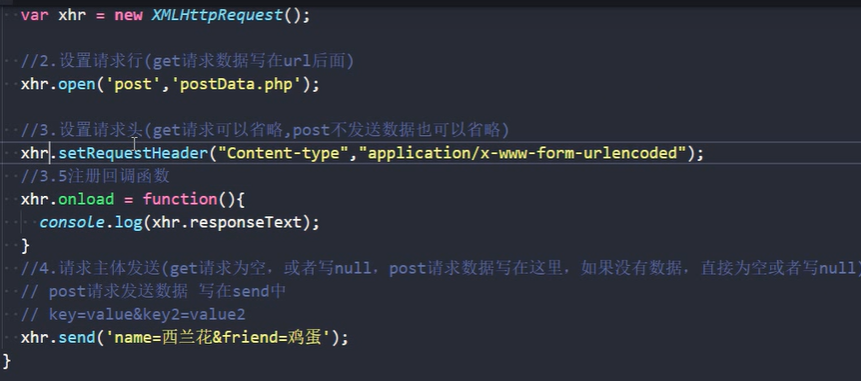 var xhr = new XMLHttpRequest();
//2.设置请求行(get请求数据写在url后面)
xhr.open('post','postData.php');
//3.设置请求头(get请求可以省略,post不发送数据也可以省略)
xhr.setRequestHeader("Content-type","application/x-www-form-urlencoded");
//3.5注册回调函数
xhr.onload = function(){
console.log(xhr.responseText);
}
//4.请求主体发送(get请求为空，或者写null，post请求数据写在这里，如果没有数据，直接为空或者写null)
// post请求发送数据 写在send中
// key=value&key2=value2
xhr.send('name=西兰花&friend=鸡蛋');
}